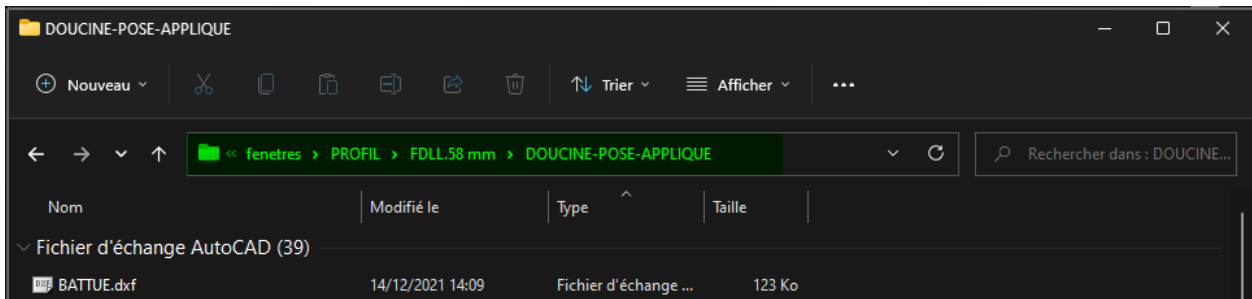 DOUCINE-POSE-APPLIQUE
Nouveau Trier Afficher
« fenetres > PROFIL > FDLL.58 mm > DOUCINE-POSE-APPLIQUE Rechercher dans : DOUCINE...
Nom Modifié le Type Taille
Fichier d'échange AutoCAD (39)
DXF BATTUE.dxf 14/12/2021 14:09 Fichier d'échange ... 123 Ko